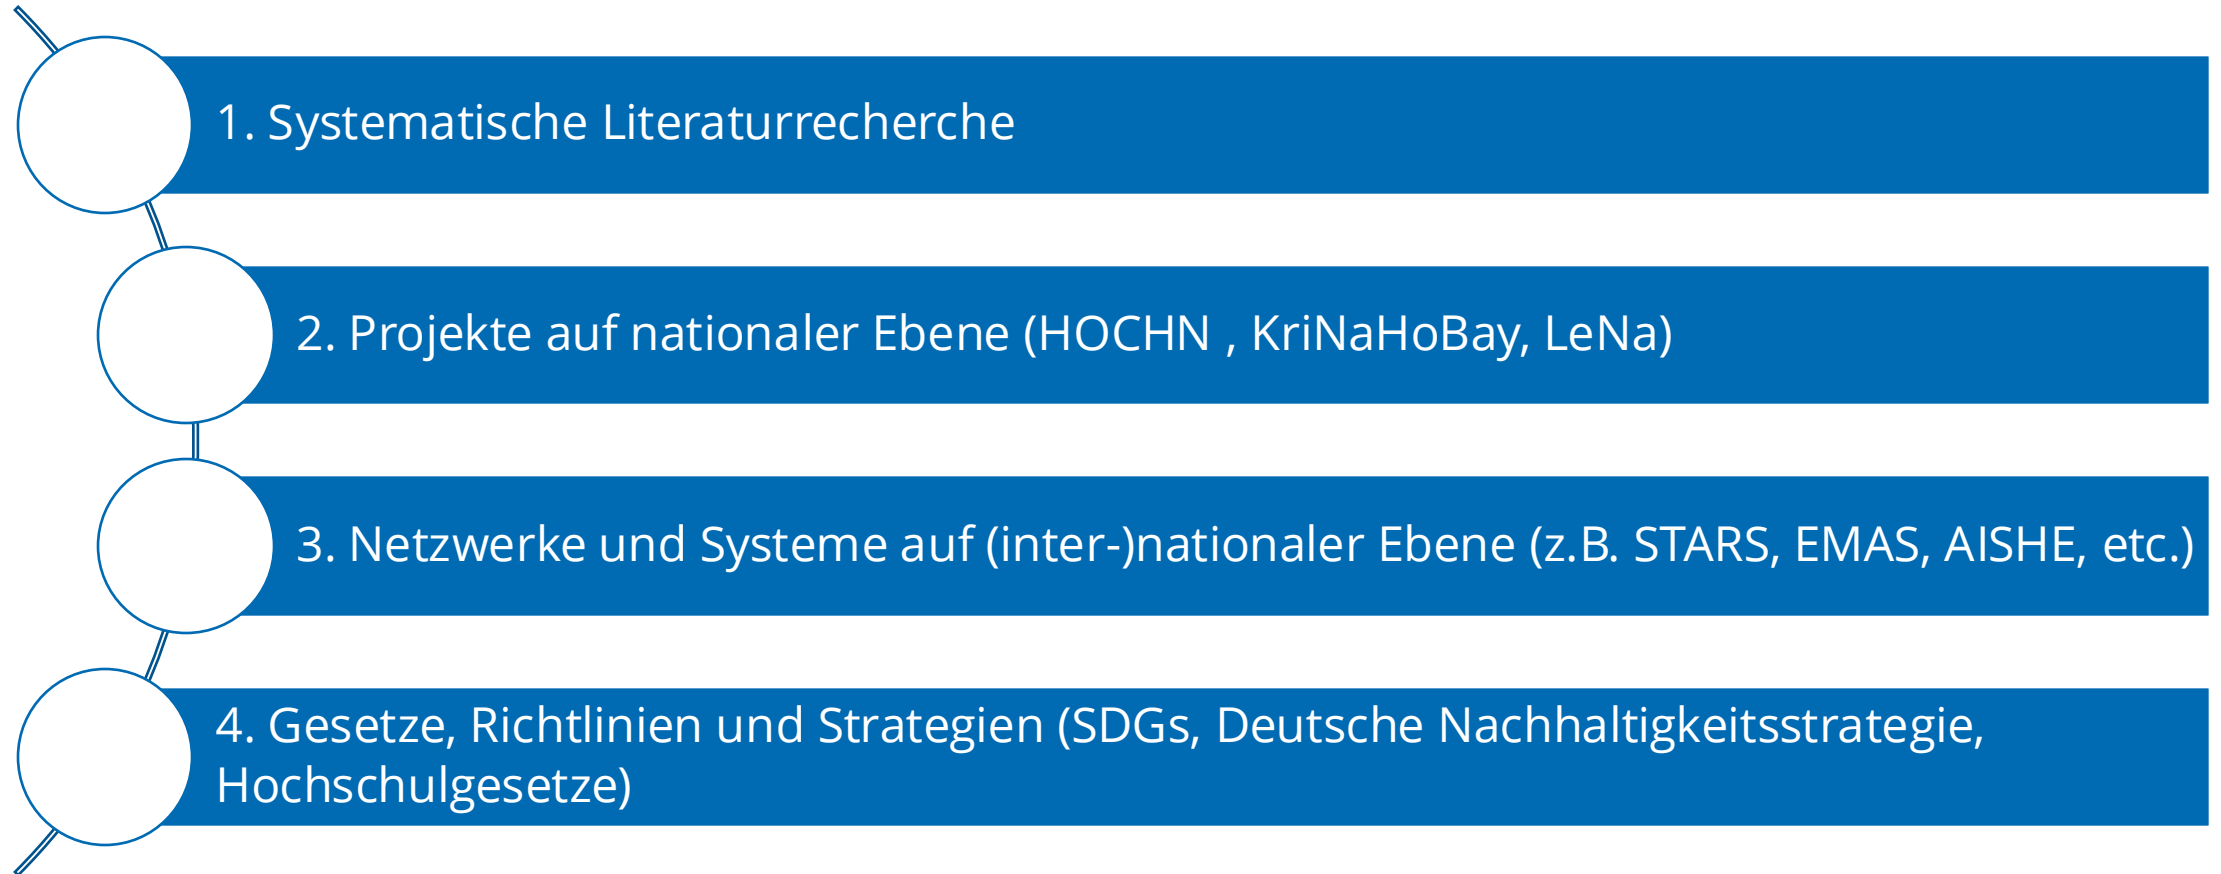 1. Systematische Literaturrecherche
2. Projekte auf nationaler Ebene (HOCHN , KriNaHoBay, LeNa)
3. Netzwerke und Systeme auf (inter-)nationaler Ebene (z.B. STARS, EMAS, AISHE, etc.)
4. Gesetze, Richtlinien und Strategien (SDGs, Deutsche Nachhaltigkeitsstrategie,
Hochschulgesetze)